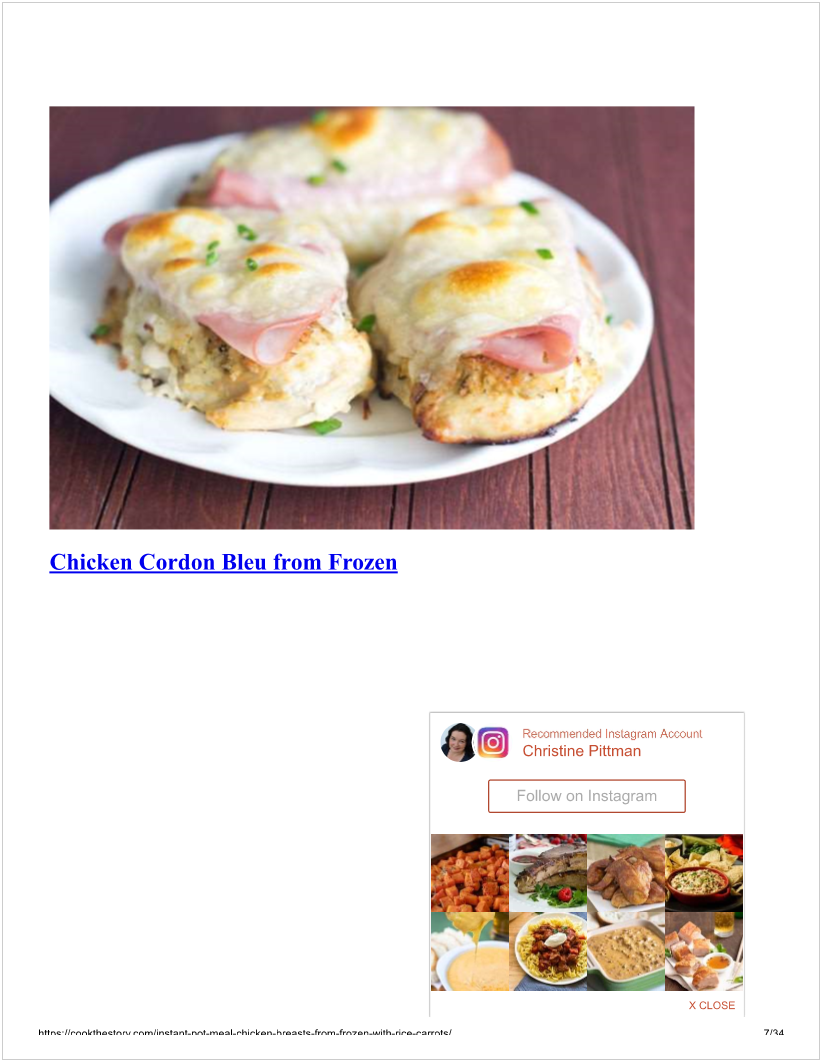 Chicken Cordon Bleu from Frozen
Recommended Instagram Account
Christine Pittman
Follow on Instagram
X CLOSE
https://cookthestory.com/instant-pot-meal-chicken-breasts-from-frozen-with-rice-carrots/
7/34